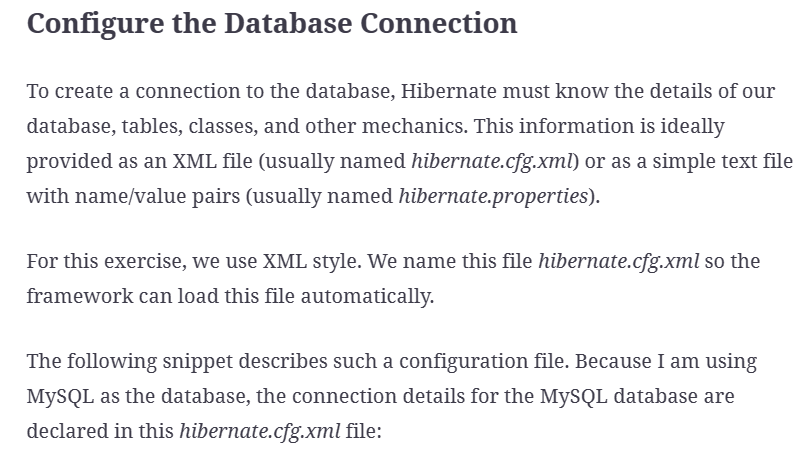 Configure the Database Connection
To create a connection to the database, Hibernate must know the details of our
database, tables, classes, and other mechanics. This information is ideally
provided as an XML file (usually named hibernate.cfg.xml) or as a simple text file
with name/value pairs (usually named hibernate.properties).
For this exercise, we use XML style. We name this file hibernate.cfg.xml so the
framework can load this file automatically.
The following snippet describes such a configuration file. Because I am using
MySQL as the database, the connection details for the MySQL database are
declared in this hibernate.cfg.xml file: